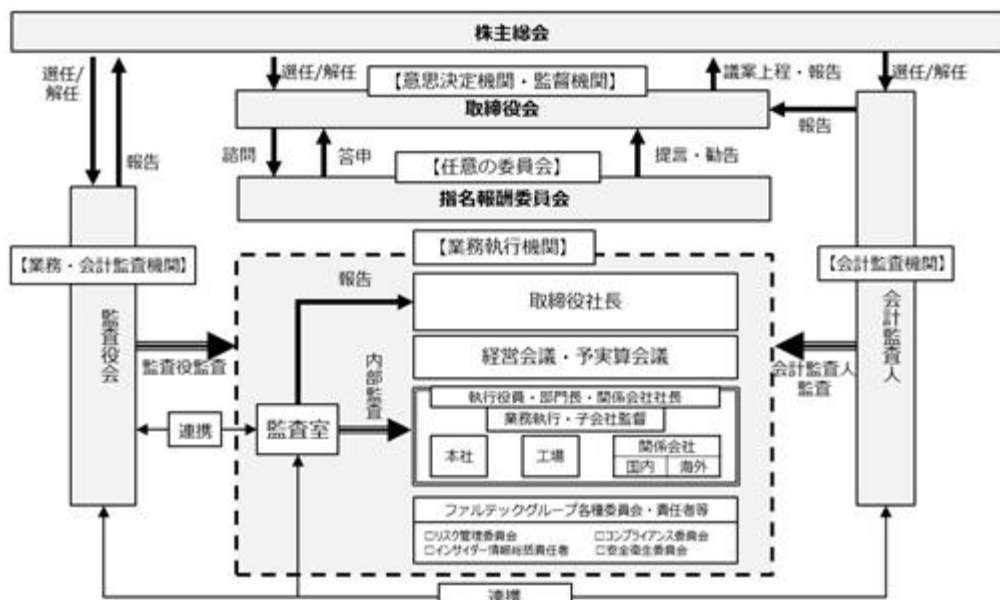 株主総会
選任/
解任
報告
選任/解任
【意思決定機関・監督機関】
議案上程・報告
選任/解任
取締役会
報告
諮問
答申
【任意の委員会】
提言・勧告
指名報酬委員会
【業務執行機関】
【業務・会計監査機関】
【会計監査機関】
監査役会
会計監査人
報告
取締役社長
経営会議・予実算会議
監査役監査
内部監査
会計監査人
監査
執行役員・部門長・関係会社社長
業務執行・子会社監督
連携
監査室
本社
工場
関係会社
国内
海外
ファルテックグループ各種委員会・責任者等
□リスク管理委員会
□コンプライアンス委員会
□インサイダー情報総括責任者
□安全衛生委員会
連携